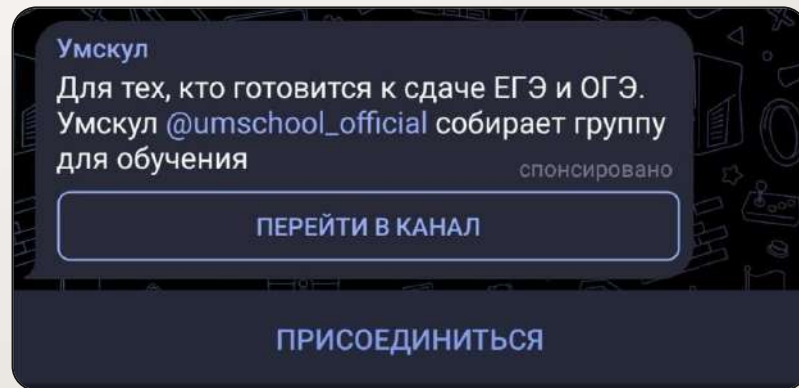 Умскул
Для тех, кто готовится к сдаче ЕГЭ и ОГЭ.
Умскул @umschool_official собирает группу
для обучения
спонсировано
ПЕРЕЙТИ В КАНАЛ
ПРИСОЕДИНИТЬСЯ